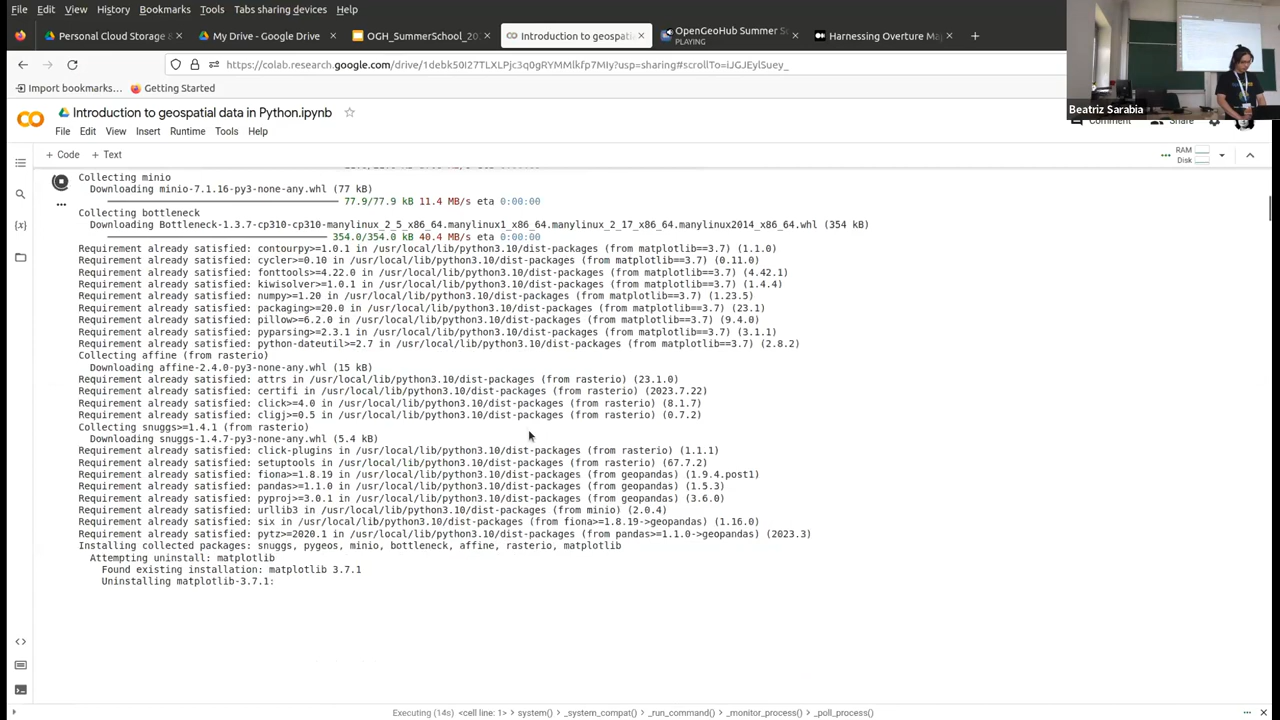 File Edit View History Bookmarks Tools Tabs sharing devices Help
Personal Cloud Storage &
My Drive - Google Drive
OGH_SummerSchool_20
Introduction to geospatia
OpenGeoHub Summer S
PLAYING
Harnessing Overture Ma
https://colab.research.google.com/drive/1debk50I27TLXLPjc3q0gRYMMlkfp7MIy?usp=sharing#scrollTo=iJGJEylSuey_
Import bookmarks...
Getting Started
Beatriz Sarabia
Introduction to geospatial data in Python.ipynb
File Edit View Insert Runtime Tools Help
Comment Share
+ Code + Text
RAM
Disk
Collecting minio
Downloading minio-7.1.16-py3-none-any.whl (77 kB)
77.9/77.9 kB 11.4 MB/s eta 0:00:00
Collecting bottleneck
Downloading Bottleneck-1.3.7-cp310-cp310-manylinux_2_5_x86_64.manylinux1_x86_64.manylinux_2_17_x86_64.manylinux2014_x86_64.whl (354 kB)
354.0/354.0 kB 40.4 MB/s eta 0:00:00
Requirement already satisfied: contourpy>=1.0.1 in /usr/local/lib/python3.10/dist-packages (from matplotlib==3.7) (1.1.0)
Requirement already satisfied: cycler>=0.10 in /usr/local/lib/python3.10/dist-packages (from matplotlib==3.7) (0.11.0)
Requirement already satisfied: fonttools>=4.22.0 in /usr/local/lib/python3.10/dist-packages (from matplotlib==3.7) (4.42.1)
Requirement already satisfied: kiwisolver>=1.0.1 in /usr/local/lib/python3.10/dist-packages (from matplotlib==3.7) (1.4.4)
Requirement already satisfied: numpy>=1.20 in /usr/local/lib/python3.10/dist-packages (from matplotlib==3.7) (1.23.5)
Requirement already satisfied: packaging>=20.0 in /usr/local/lib/python3.10/dist-packages (from matplotlib==3.7) (23.1)
Requirement already satisfied: pillow>=6.2.0 in /usr/local/lib/python3.10/dist-packages (from matplotlib==3.7) (9.4.0)
Requirement already satisfied: pyparsing>=2.3.1 in /usr/local/lib/python3.10/dist-packages (from matplotlib==3.7) (3.1.1)
Requirement already satisfied: python-dateutil>=2.7 in /usr/local/lib/python3.10/dist-packages (from matplotlib==3.7) (2.8.2)
Collecting affine (from rasterio)
Downloading affine-2.4.0-py3-none-any.whl (15 kB)
Requirement already satisfied: attrs in /usr/local/lib/python3.10/dist-packages (from rasterio) (23.1.0)
Requirement already satisfied: certifi in /usr/local/lib/python3.10/dist-packages (from rasterio) (2023.7.22)
Requirement already satisfied: click>=4.0 in /usr/local/lib/python3.10/dist-packages (from rasterio) (8.1.7)
Requirement already satisfied: cligj>=0.5 in /usr/local/lib/python3.10/dist-packages (from rasterio) (0.7.2)
Collecting snuggs>=1.4.1 (from rasterio)
Downloading snuggs-1.4.7-py3-none-any.whl (5.4 kB)
Requirement already satisfied: click-plugins in /usr/local/lib/python3.10/dist-packages (from rasterio) (1.1.1)
Requirement already satisfied: setuptools in /usr/local/lib/python3.10/dist-packages (from rasterio) (67.7.2)
Requirement already satisfied: fiona>=1.8.19 in /usr/local/lib/python3.10/dist-packages (from geopandas) (1.9.4.post1)
Requirement already satisfied: pandas>=1.1.0 in /usr/local/lib/python3.10/dist-packages (from geopandas) (1.5.3)
Requirement already satisfied: pyproj>=3.0.1 in /usr/local/lib/python3.10/dist-packages (from geopandas) (3.6.0)
Requirement already satisfied: urllib3 in /usr/local/lib/python3.10/dist-packages (from minio) (2.0.4)
Requirement already satisfied: six in /usr/local/lib/python3.10/dist-packages (from fiona>=1.8.19->geopandas) (1.16.0)
Requirement already satisfied: pytz>=2020.1 in /usr/local/lib/python3.10/dist-packages (from pandas>=1.1.0->geopandas) (2023.3)
Installing collected packages: snuggs, pygeos, minio, bottleneck, affine, rasterio, matplotlib
Attempting uninstall: matplotlib
Found existing installation: matplotlib 3.7.1
Uninstalling matplotlib-3.7.1:
Executing (14s) <cell line: 1> > system() > _system_compat() > _run_command() > _monitor_process() > _poll_process()